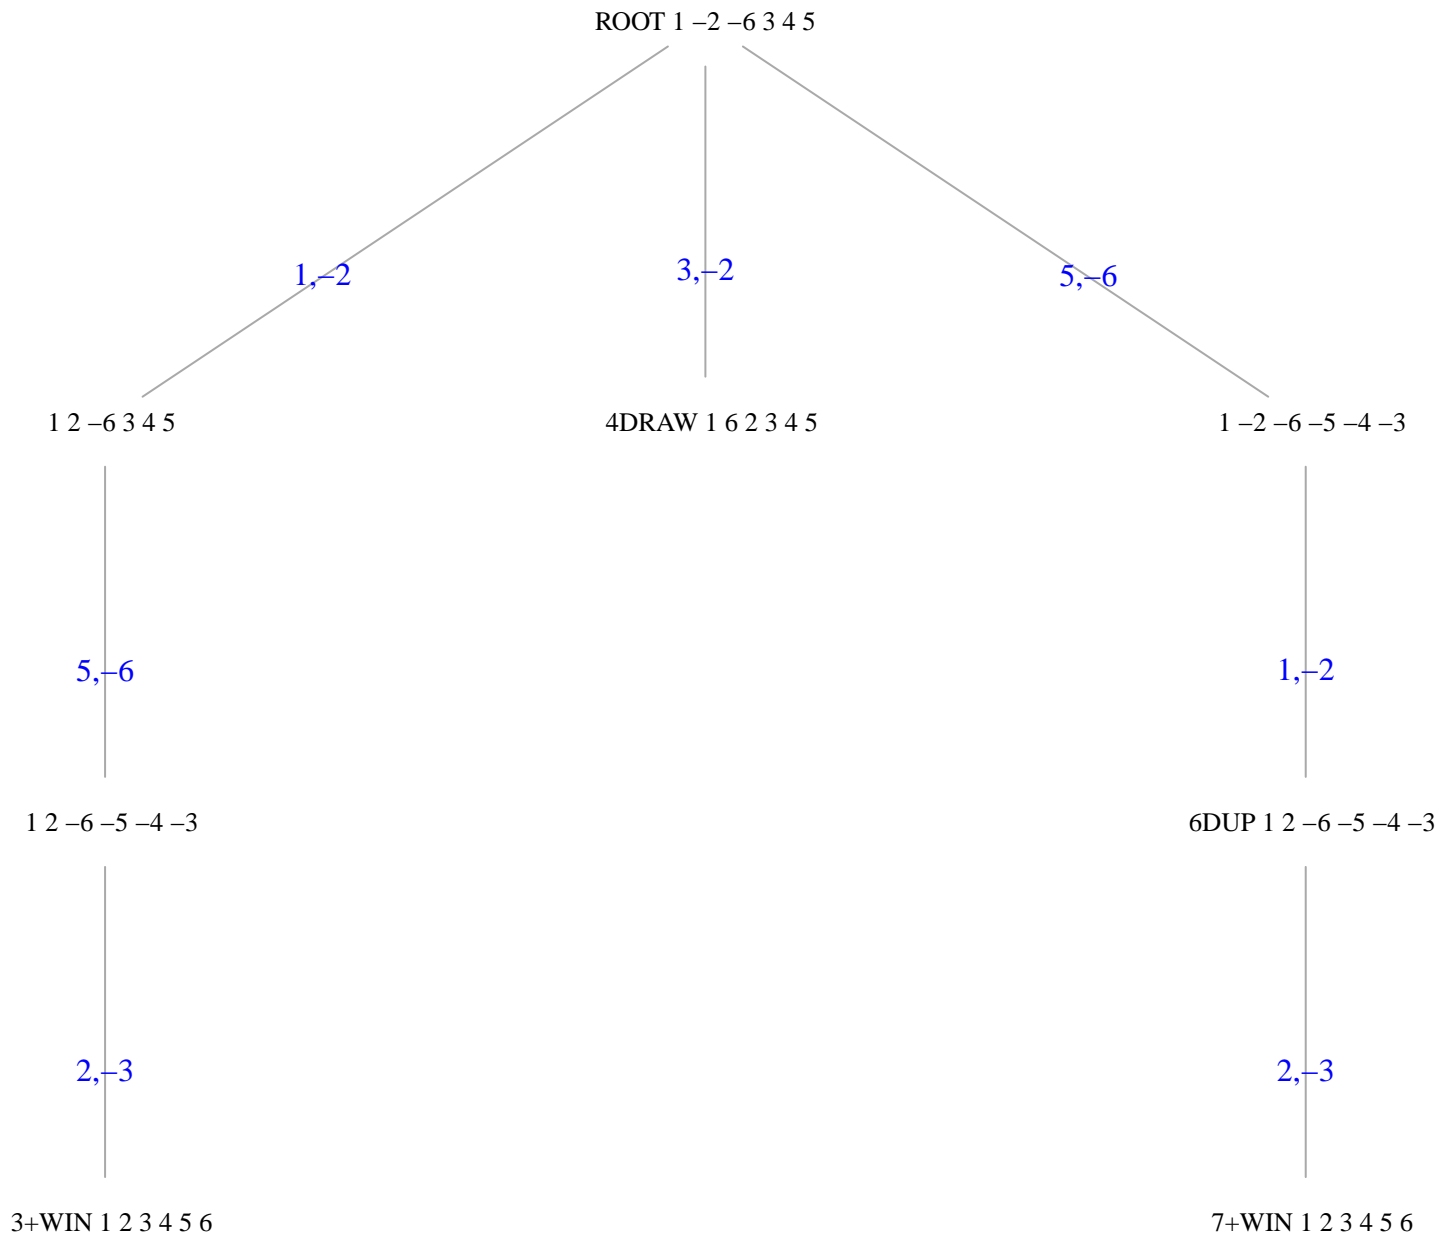 ROOT 1 –2 –6 3 4 5
1,–2
3,–2
5,–6
1 2 –6 3 4 5
4DRAW 1 6 2 3 4 5
1 –2 –6 –5 –4 –3
5,–6
1,–2
1 2 –6 –5 –4 –3
6DUP 1 2 –6 –5 –4 –3
2,–3
2,–3
3+WIN 1 2 3 4 5 6
7+WIN 1 2 3 4 5 6